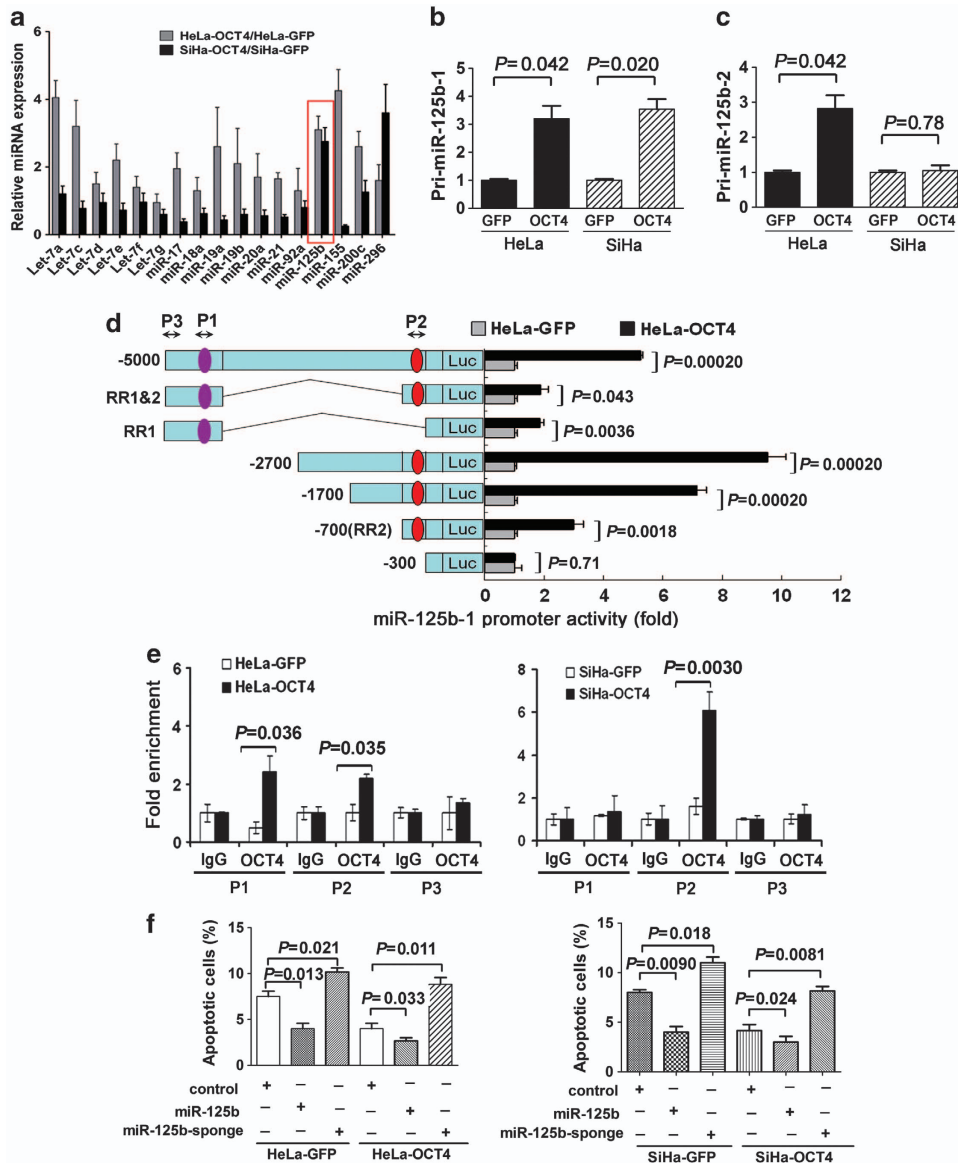 a
HeLa-OCT4/HeLa-GFP
SiHa-OCT4/SiHa-GFP
Relative miRNA expression
6
4
2
0
Let-7a
Let-7c
Let-7d
Let-7e
Let-7f
Let-7g
miR-17
miR-18a
miR-19a
miR-19b
miR-20a
miR-21
miR-92a
miR-125b
miR-155
miR-200c
miR-296
b
P=0.042 P=0.020
Pri-miR-125b-1
5
4
3
2
1
0
GFP OCT4 GFP OCT4
HeLa SiHa
c
P=0.042
P=0.78
Pri-miR-125b-2
5
4
3
2
1
0
GFP OCT4 GFP OCT4
HeLa SiHa
d
P3 P1 P2 HeLa-GFP HeLa-OCT4
-5000 Luc P=0.00020
RR1&2 Luc P=0.043
RR1 Luc P=0.0036
-2700 Luc P=0.00020
-1700 Luc P=0.00020
-700(RR2) Luc P=0.0018
-300 Luc P=0.71
0 2 4 6 8 10 12
miR-125b-1 promoter activity (fold)
e
HeLa-GFP
HeLa-OCT4
P=0.036
P=0.035
Fold enrichment
6
4
2
0
IgG OCT4 IgG OCT4 IgG OCT4
P1 P2 P3
SiHa-GFP
SiHa-OCT4
P=0.0030
8
6
4
2
0
IgG OCT4 IgG OCT4 IgG OCT4
P1 P2 P3
f
Apoptotic cells (%)
15
10
5
0
P=0.021
P=0.013
P=0.011
P=0.033
control + – – + – –
miR-125b – + – – + –
miR-125b-sponge – – + – – +
HeLa-GFP HeLa-OCT4
Apoptotic cells (%)
15
10
5
0
P=0.018
P=0.0090
P=0.0081
P=0.024
control + – – + – –
miR-125b – + – – + –
miR-125b-sponge – – + – – +
SiHa-GFP SiHa-OCT4